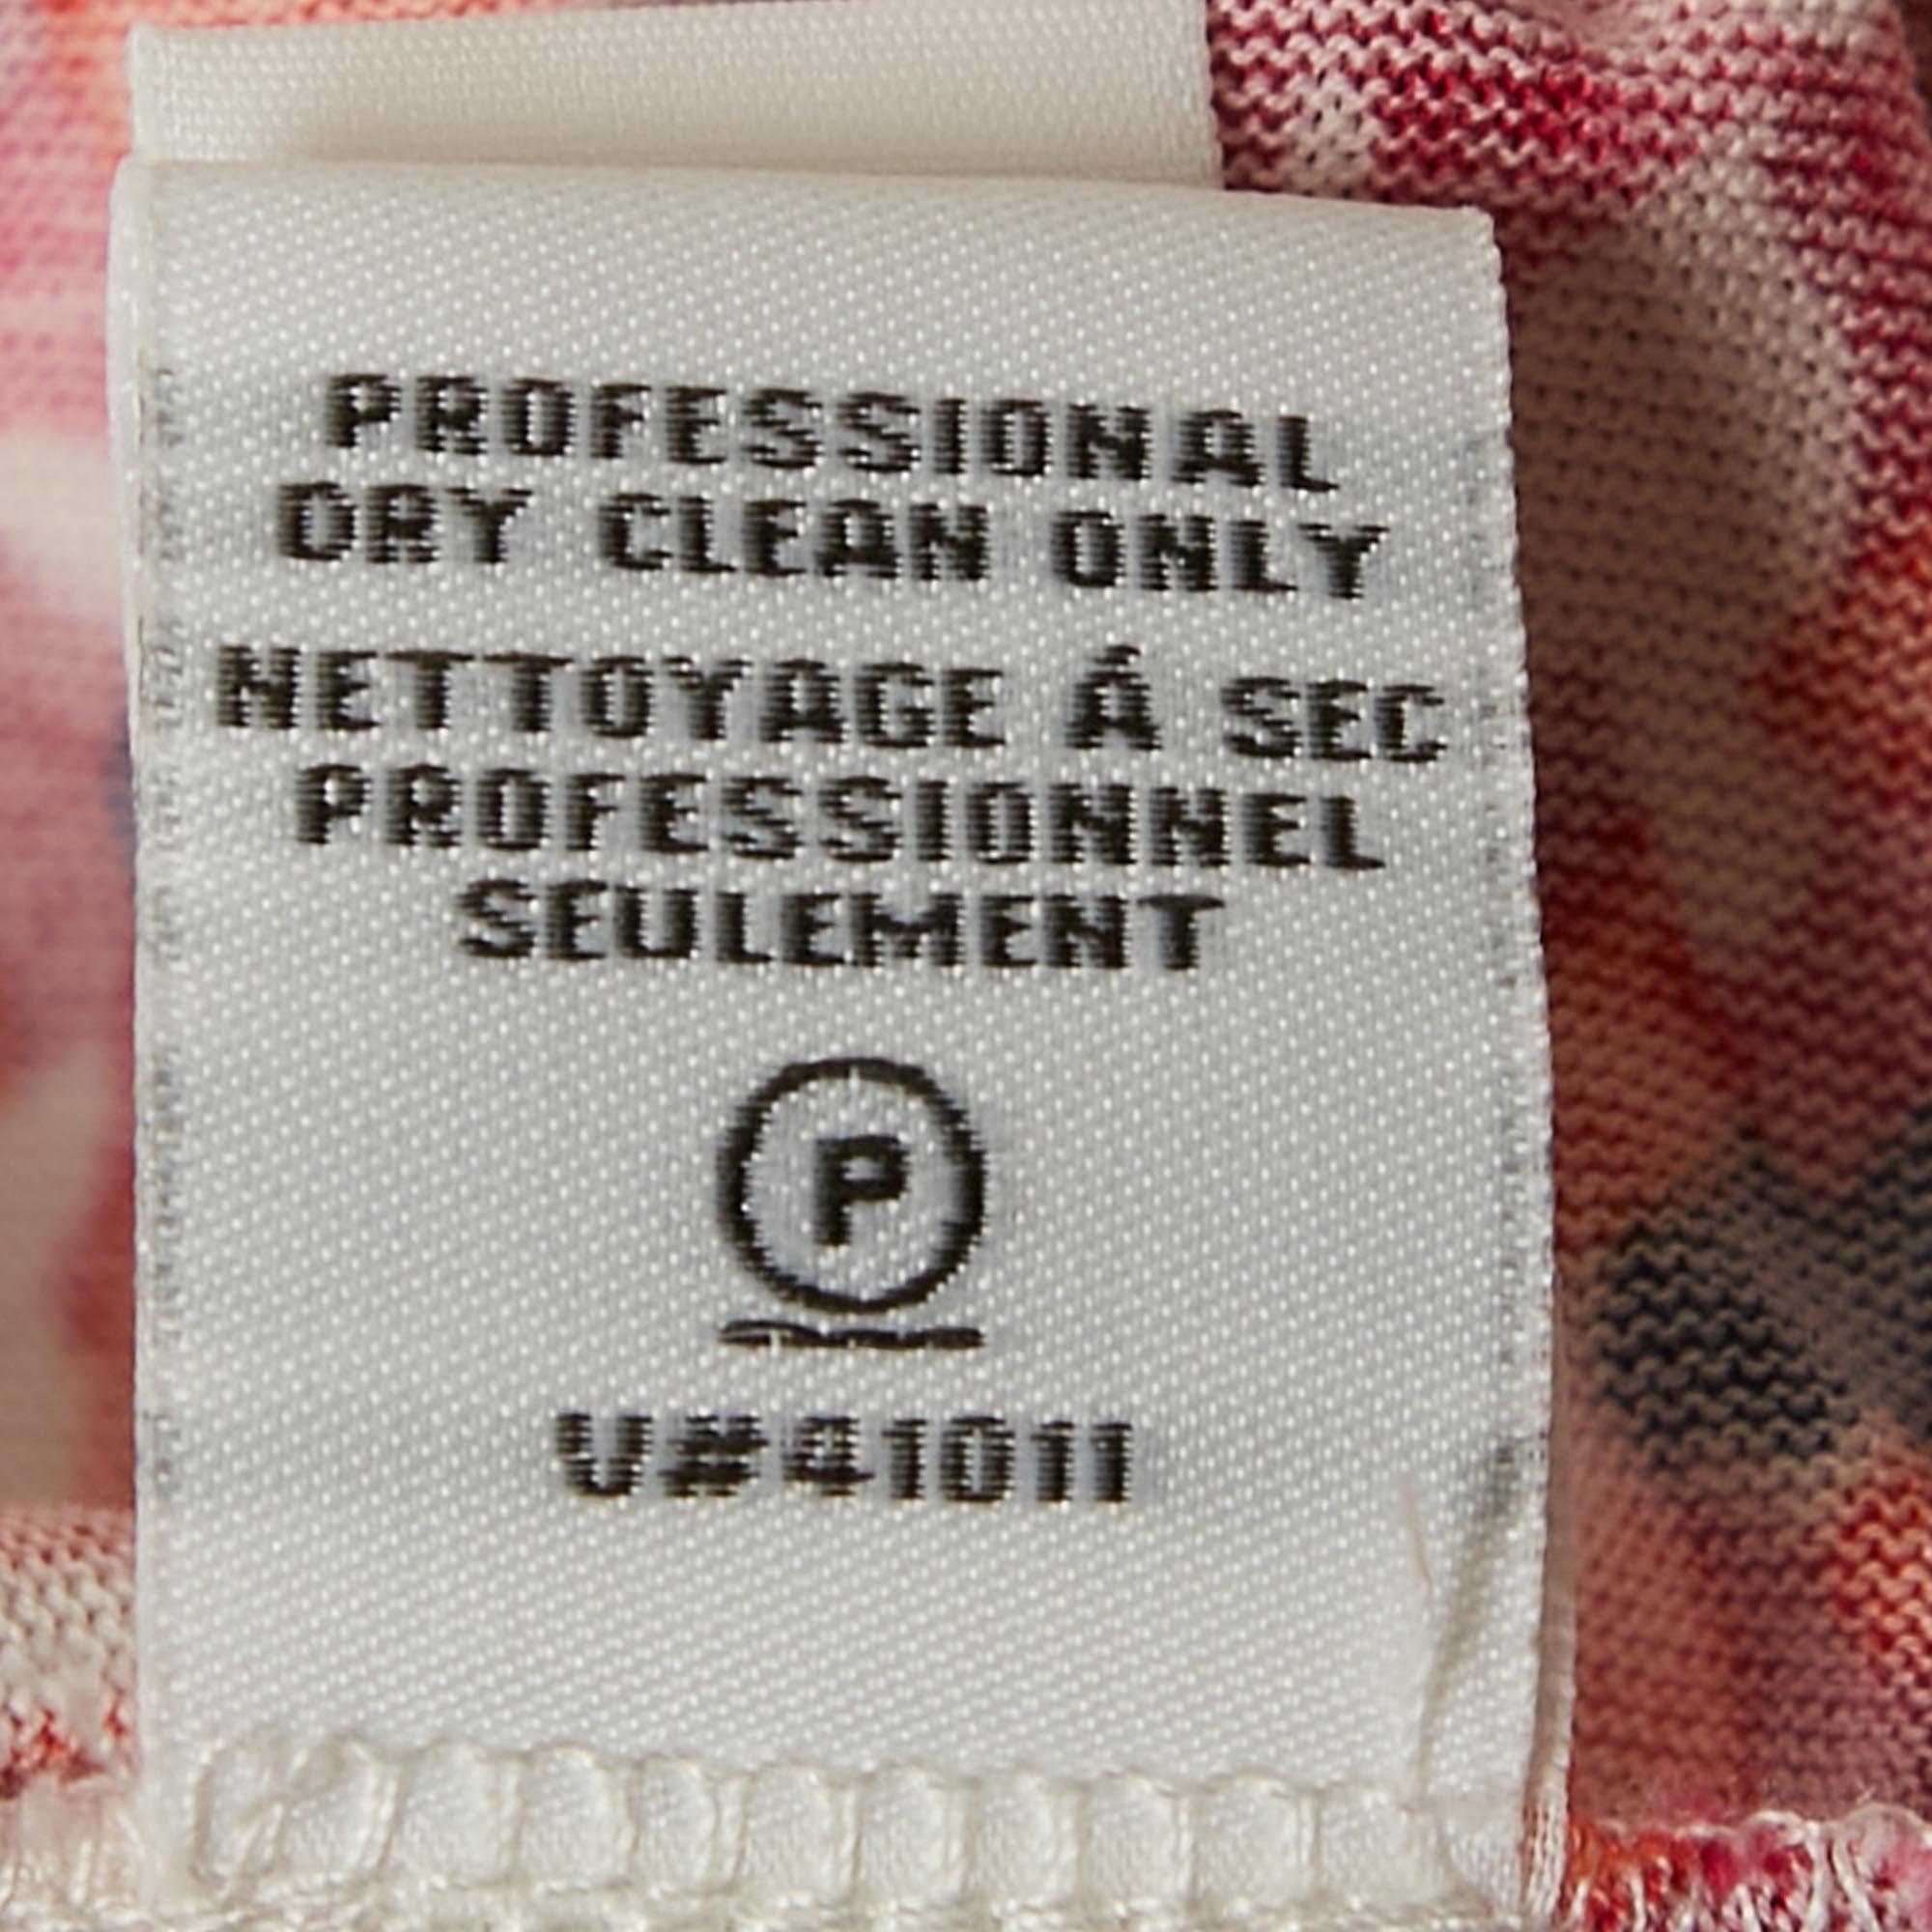 PROFESSIONAL
DRY CLEAN ONLY
NETTOYAGE Á SEC
PROFESSIONNEL
SEULEMENT
P
U#41011